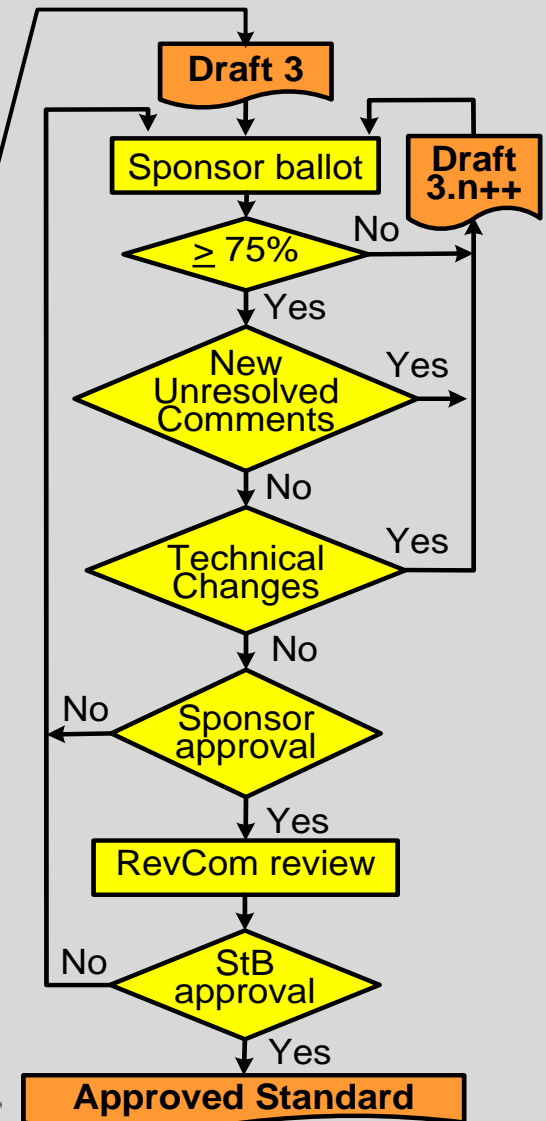 Draft 3
Sponsor ballot
Draft
3.n++
≥ 75%
No
Yes
New
Unresolved
Comments
Yes
No
Technical
Changes
Yes
No
Sponsor
approval
No
Yes
RevCom review
StB
approval
No
Yes
Approved Standard